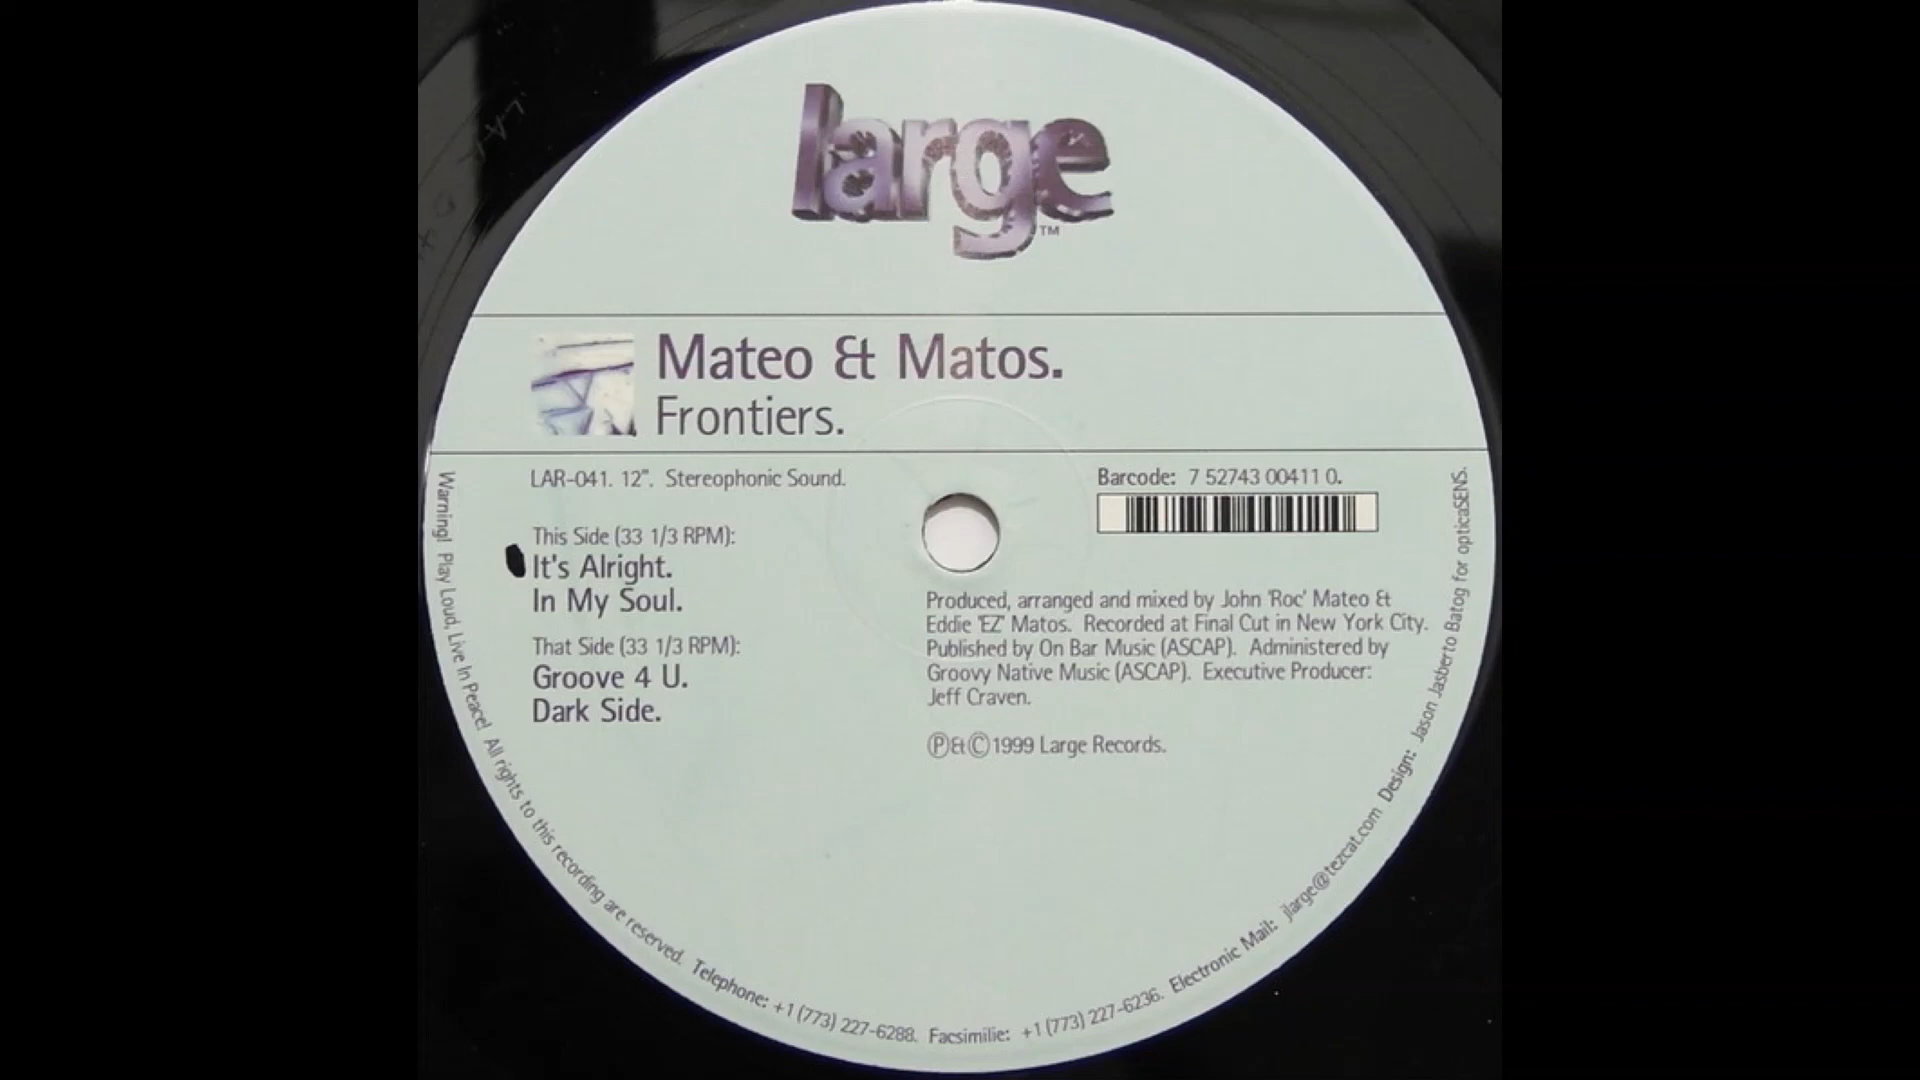 large™
Mateo & Matos.
Frontiers.
LAR-041. 12". Stereophonic Sound.
Barcode: 7 52743 00411 0.
This Side (33 1/3 RPM):
It's Alright.
In My Soul.
That Side (33 1/3 RPM):
Groove 4 U.
Dark Side.
Produced, arranged and mixed by John 'Roc' Mateo &
Eddie 'EZ' Matos. Recorded at Final Cut in New York City.
Published by On Bar Music (ASCAP). Administered by
Groovy Native Music (ASCAP). Executive Producer:
Jeff Craven.
Ⓟ&Ⓒ1999 Large Records.
Warning! Play Loud, Live In Peace! All rights to this recording are reserved. Telephone: +1 (773) 227-6288. Facsimilie: +1 (773) 227-6236. Electronic Mail: jlarge@tezcat.com Design: Jason Jasberto Batog for opticaSENS.